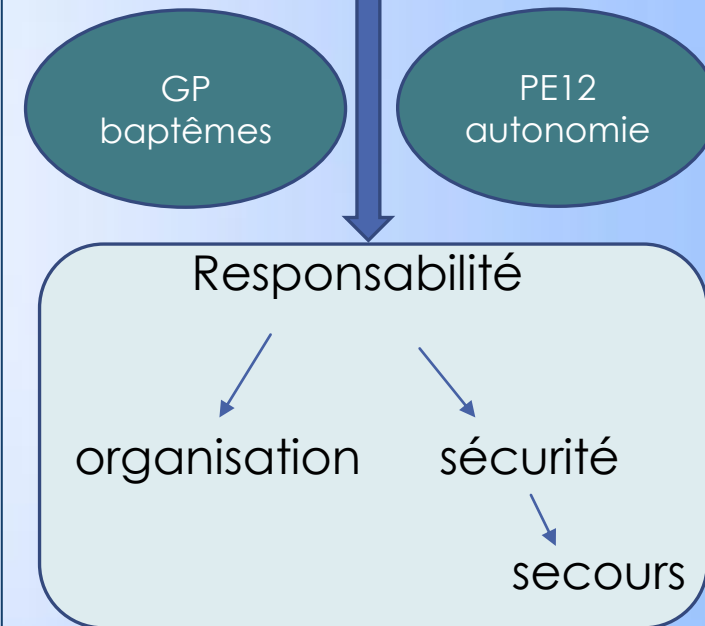 GP
baptêmes
PE12
autonomie
Responsabilité
organisation sécurité
secours